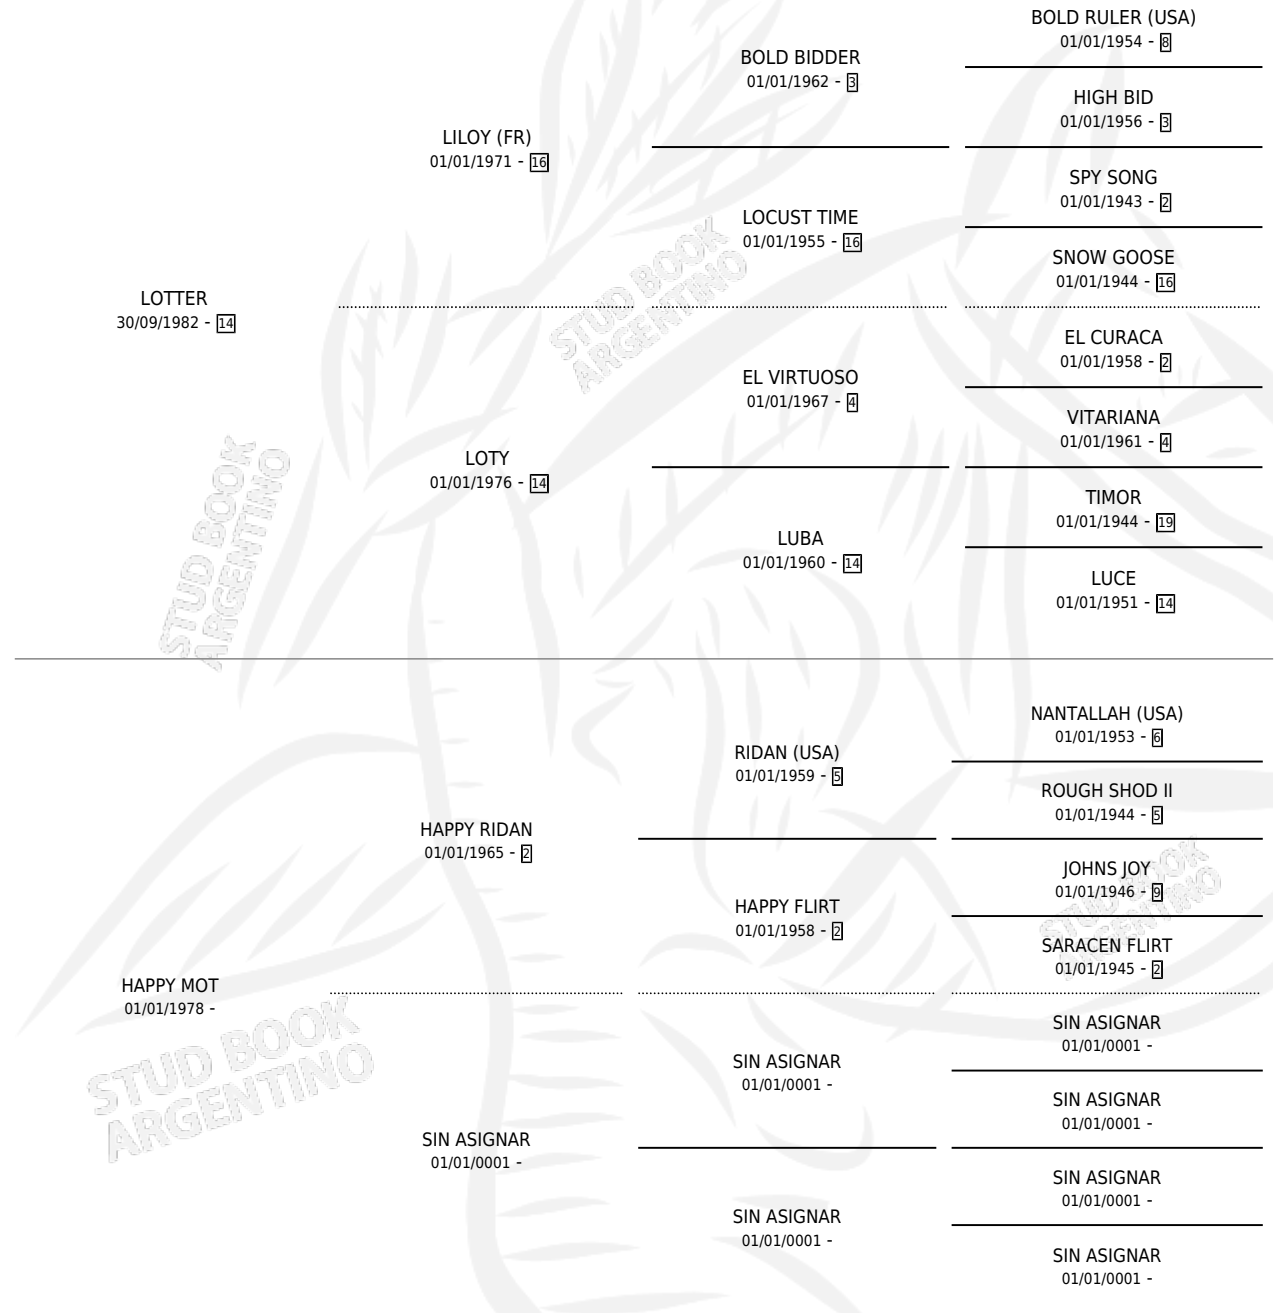 BOLD RULER (USA)
01/01/1954 - 8
BOLD BIDDER
01/01/1962 - 3
HIGH BID
01/01/1956 - 3
LILOY (FR)
01/01/1971 - 16
SPY SONG
01/01/1943 - 2
LOCUST TIME
01/01/1955 - 16
SNOW GOOSE
01/01/1944 - 16
LOTTER
30/09/1982 - 14
STUD BOOK
ARGENTINO
EL CURACA
01/01/1958 - 2
EL VIRTUOSO
01/01/1967 - 4
VITARIANA
01/01/1961 - 4
LOTY
01/01/1976 - 14
STUD BOOK
ARGENTINO
TIMOR
01/01/1944 - 19
LUBA
01/01/1960 - 14
LUCE
01/01/1951 - 14
NANTALLAH (USA)
01/01/1953 - 6
RIDAN (USA)
01/01/1959 - 5
ROUGH SHOD II
01/01/1944 - 5
HAPPY RIDAN
01/01/1965 - 2
JOHNS JOY
01/01/1946 - 9
STUD BOOK
ARGENTINO
HAPPY FLIRT
01/01/1958 - 2
SARACEN FLIRT
01/01/1945 - 2
HAPPY MOT
01/01/1978 -
STUD BOOK
ARGENTINO
SIN ASIGNAR
01/01/0001 -
SIN ASIGNAR
01/01/0001 -
SIN ASIGNAR
01/01/0001 -
SIN ASIGNAR
01/01/0001 -
SIN ASIGNAR
01/01/0001 -
SIN ASIGNAR
01/01/0001 -
SIN ASIGNAR
01/01/0001 -